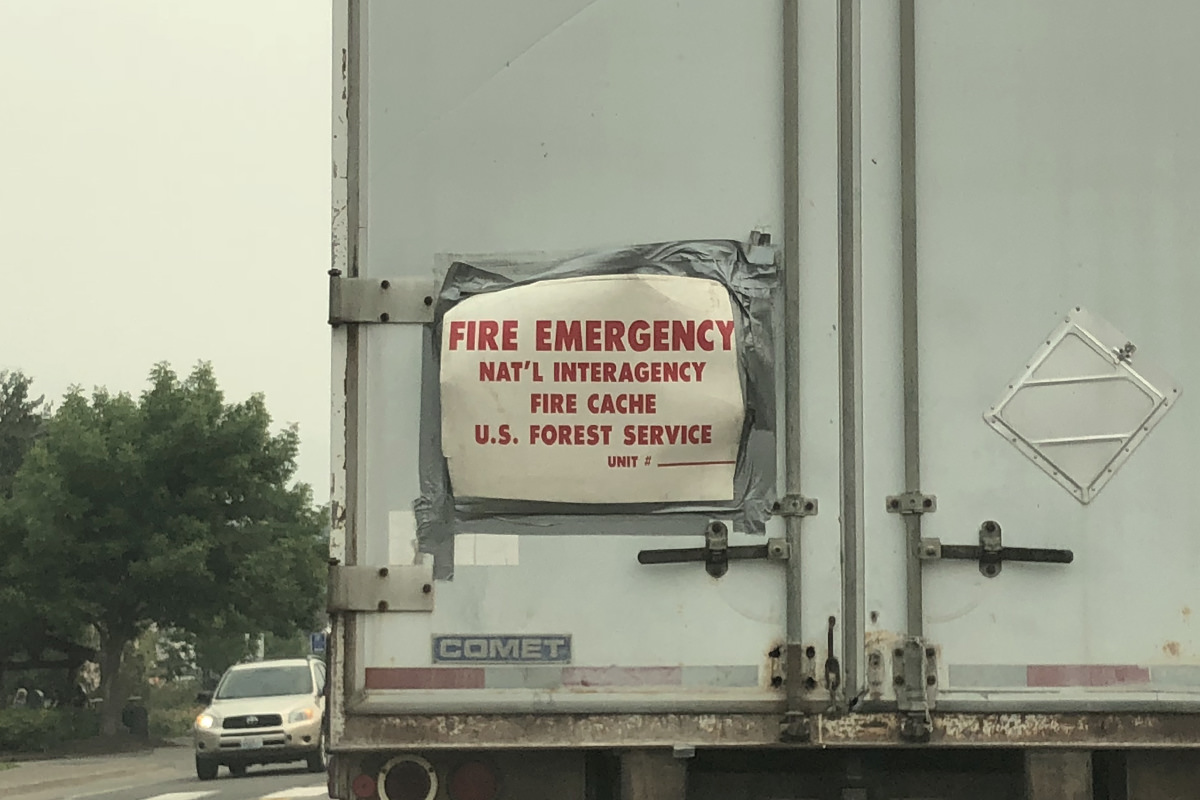 FIRE EMERGENCY
NAT'L INTERAGENCY
FIRE CACHE
U.S. FOREST SERVICE
UNIT #
COMET